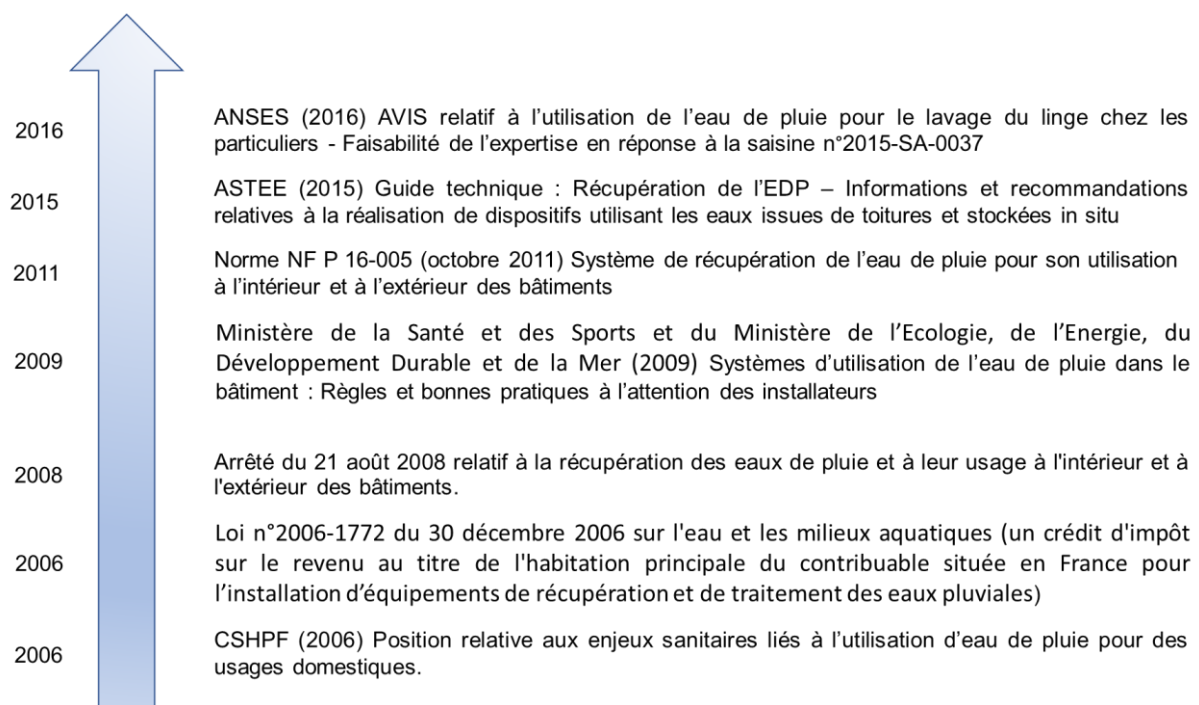 2016
ANSES (2016) AVIS relatif à l’utilisation de l’eau de pluie pour le lavage du linge chez les
particuliers - Faisabilité de l’expertise en réponse à la saisine n°2015-SA-0037
2015
ASTEE (2015) Guide technique : Récupération de l’EDP – Informations et recommandations
relatives à la réalisation de dispositifs utilisant les eaux issues de toitures et stockées in situ
2011
Norme NF P 16-005 (octobre 2011) Système de récupération de l’eau de pluie pour son utilisation
à l’intérieur et à l’extérieur des bâtiments
2009
Ministère de la Santé et des Sports et du Ministère de l’Ecologie, de l’Energie, du
Développement Durable et de la Mer (2009) Systèmes d’utilisation de l’eau de pluie dans le
bâtiment : Règles et bonnes pratiques à l’attention des installateurs
2008
Arrêté du 21 août 2008 relatif à la récupération des eaux de pluie et à leur usage à l'intérieur et à
l'extérieur des bâtiments.
2006
Loi n°2006-1772 du 30 décembre 2006 sur l'eau et les milieux aquatiques (un crédit d'impôt
sur le revenu au titre de l'habitation principale du contribuable située en France pour
l’installation d’équipements de récupération et de traitement des eaux pluviales)
2006
CSHPF (2006) Position relative aux enjeux sanitaires liés à l’utilisation d’eau de pluie pour des
usages domestiques.